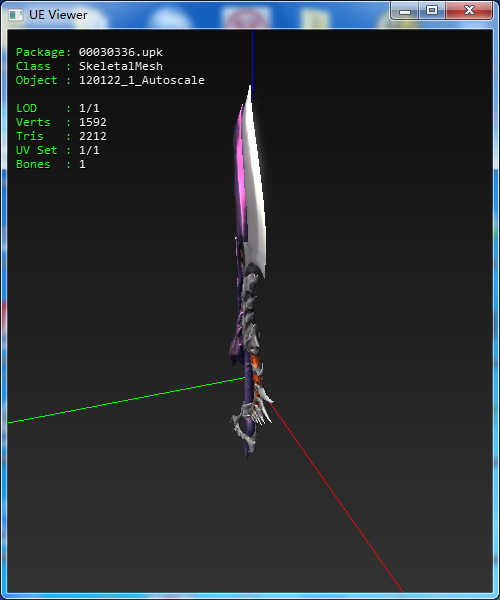 UE Viewer
Package: 00030336.upk
Class : SkeletalMesh
Object : 120122_1_Autoscale
LOD : 1/1
Verts : 1592
Tris : 2212
UV Set : 1/1
Bones : 1